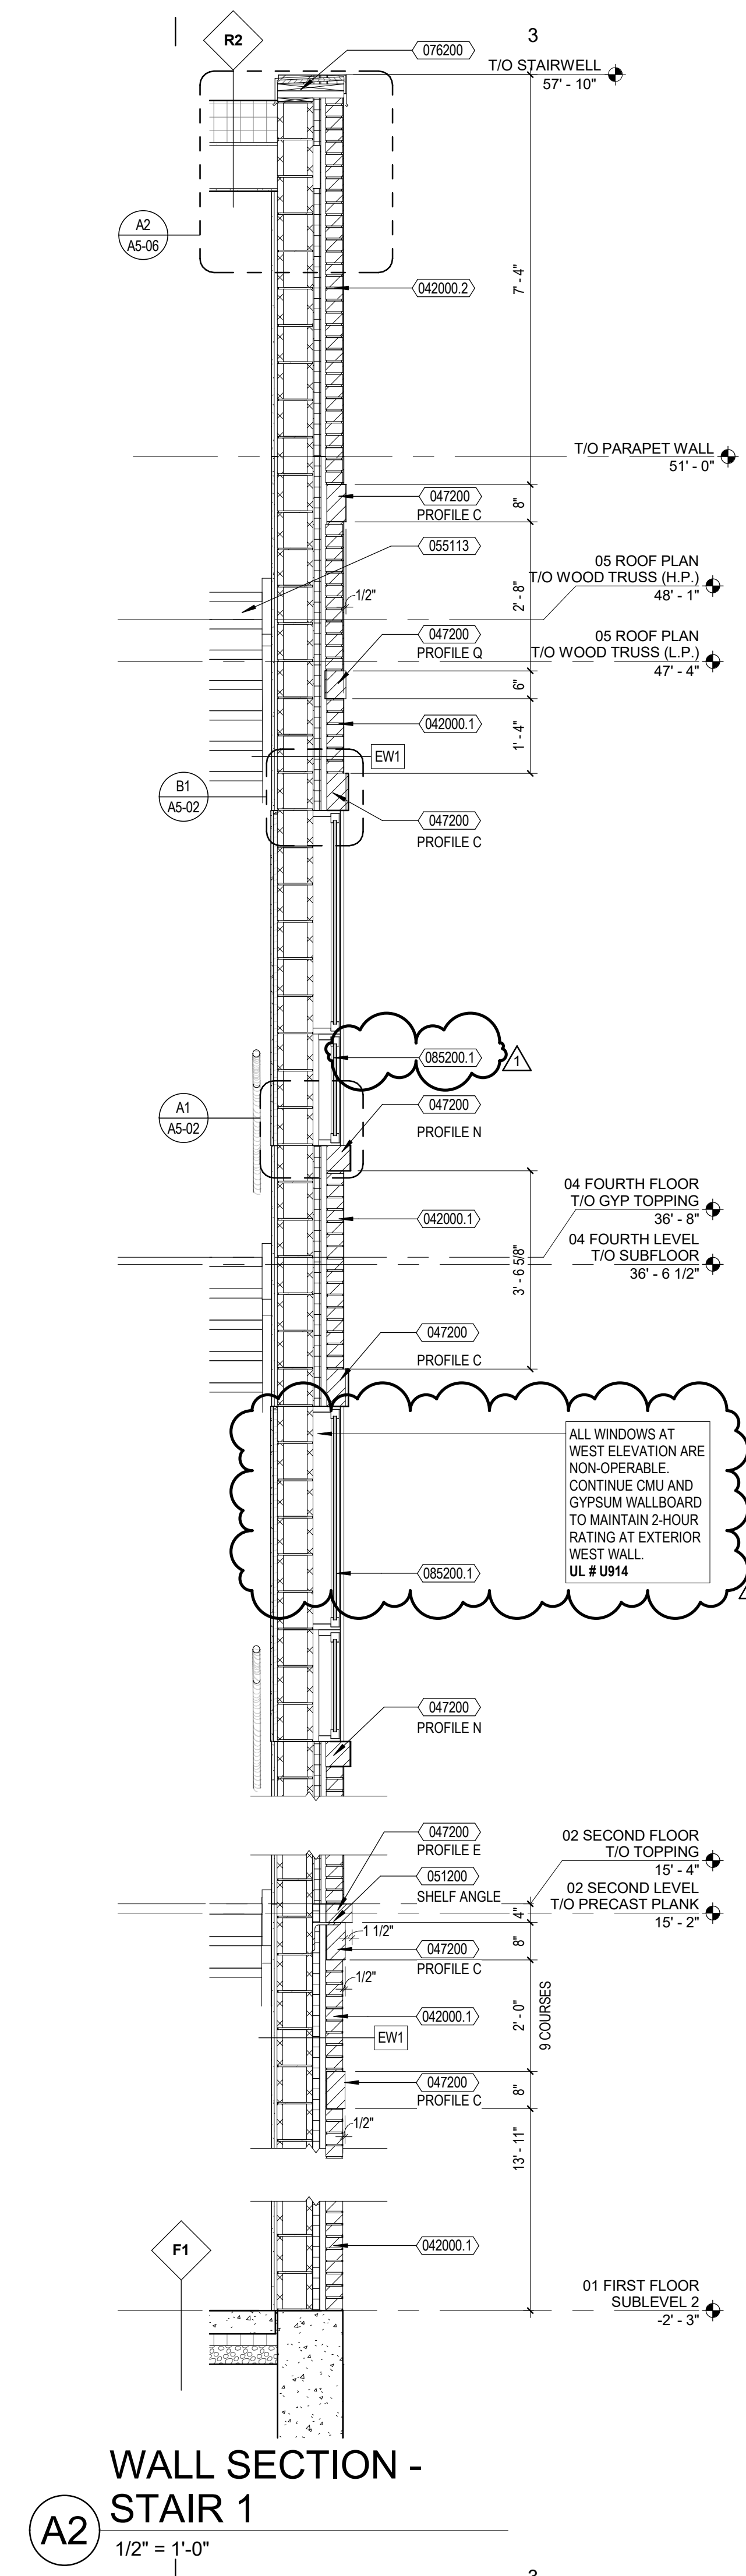 R2
076200
3
T/O STAIRWELL
57' - 10"
A2
A5-06
042000.2
7' - 4"
T/O PARAPET WALL
51' - 0"
047200
PROFILE C
8"
055113
05 ROOF PLAN
T/O WOOD TRUSS (H.P.)
48' - 1"
1/2"
2' - 8"
047200
PROFILE Q
05 ROOF PLAN
T/O WOOD TRUSS (L.P.)
47' - 4"
6"
042000.1
1' - 4"
EW1
B1
A5-02
047200
PROFILE C
085200.1
1
A1
A5-02
047200
PROFILE N
04 FOURTH FLOOR
T/O GYP TOPPING
36' - 8"
042000.1
04 FOURTH LEVEL
T/O SUBFLOOR
36' - 6 1/2"
3' - 6 5/8"
047200
PROFILE C
ALL WINDOWS AT
WEST ELEVATION ARE
NON-OPERABLE.
CONTINUE CMU AND
GYPSUM WALLBOARD
TO MAINTAIN 2-HOUR
RATING AT EXTERIOR
WEST WALL.
UL # U914
085200.1
047200
PROFILE N
047200
PROFILE E
02 SECOND FLOOR
T/O TOPPING
15' - 4"
051200
SHELF ANGLE
02 SECOND LEVEL
T/O PRECAST PLANK
15' - 2"
4"
1 1/2"
047200
PROFILE C
8"
1/2"
042000.1
2' - 0"
9 COURSES
EW1
047200
PROFILE C
8"
1/2"
13' - 11"
042000.1
F1
01 FIRST FLOOR
SUBLEVEL 2
-2' - 3"
WALL SECTION -
STAIR 1
A2
1/2" = 1'-0"